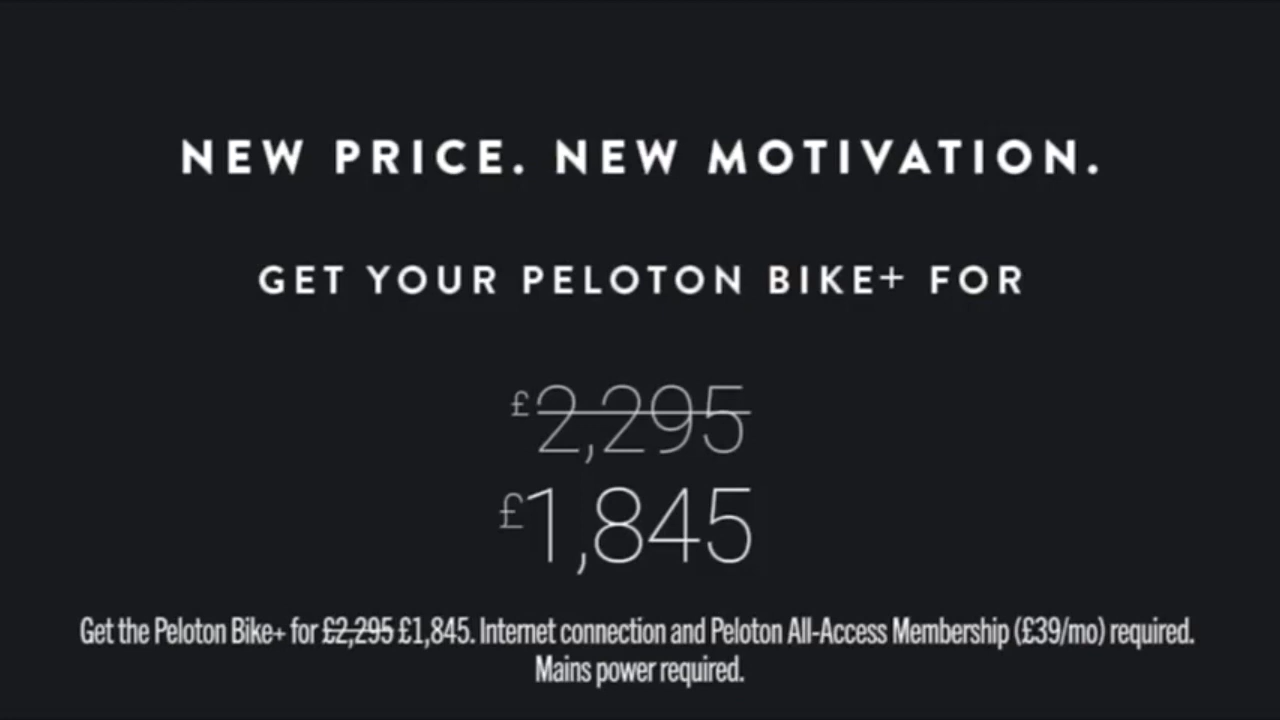 NEW PRICE. NEW MOTIVATION.
GET YOUR PELOTON BIKE+ FOR
£2,295
£1,845
Get the Peloton Bike+ for £2,295 £1,845. Internet connection and Peloton All-Access Membership (£39/mo) required.
Mains power required.